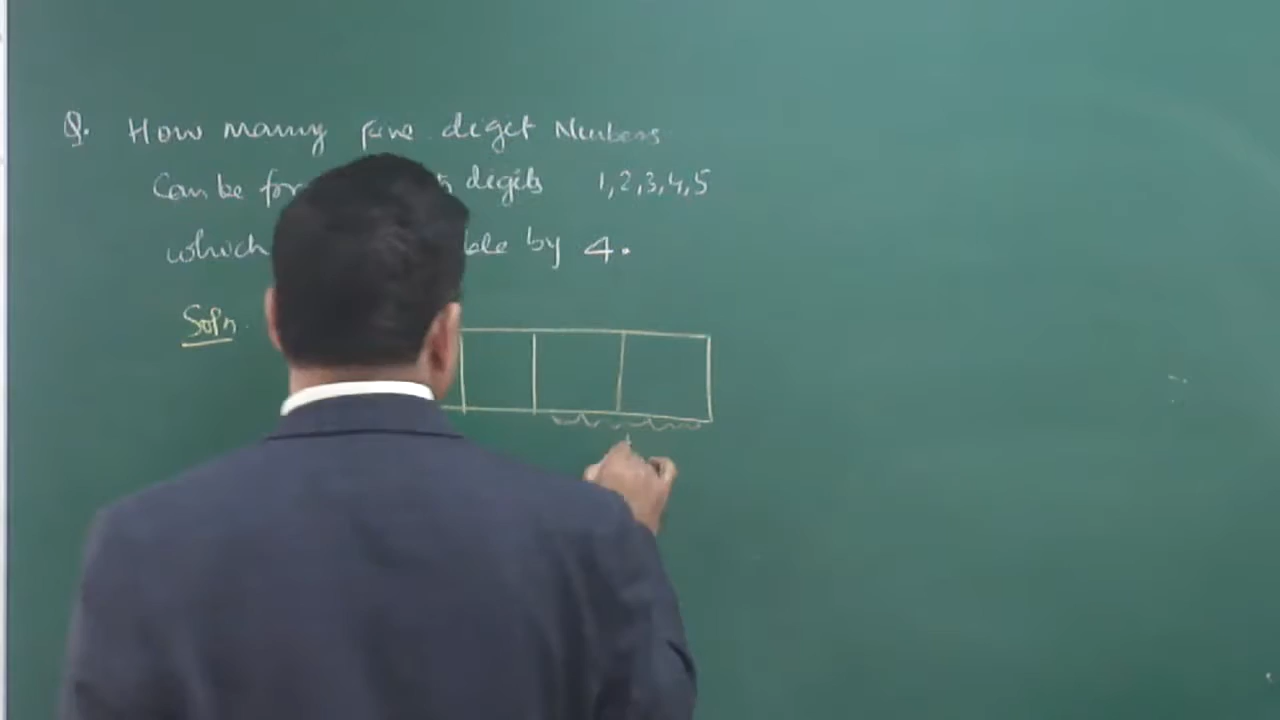 Q. How many five digit Numbers
Can be for 5 digits 1,2,3,4,5
which ble by 4.
Soln.